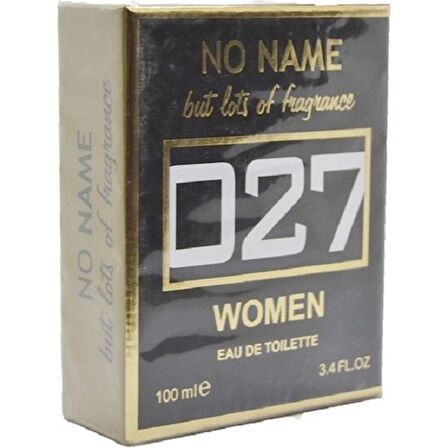 NO NAME
but lots of fragrance
D27
WOMEN
EAU DE TOILETTE
100 ml e
3.4 FL.OZ
NO NAME
but lots of fragrance